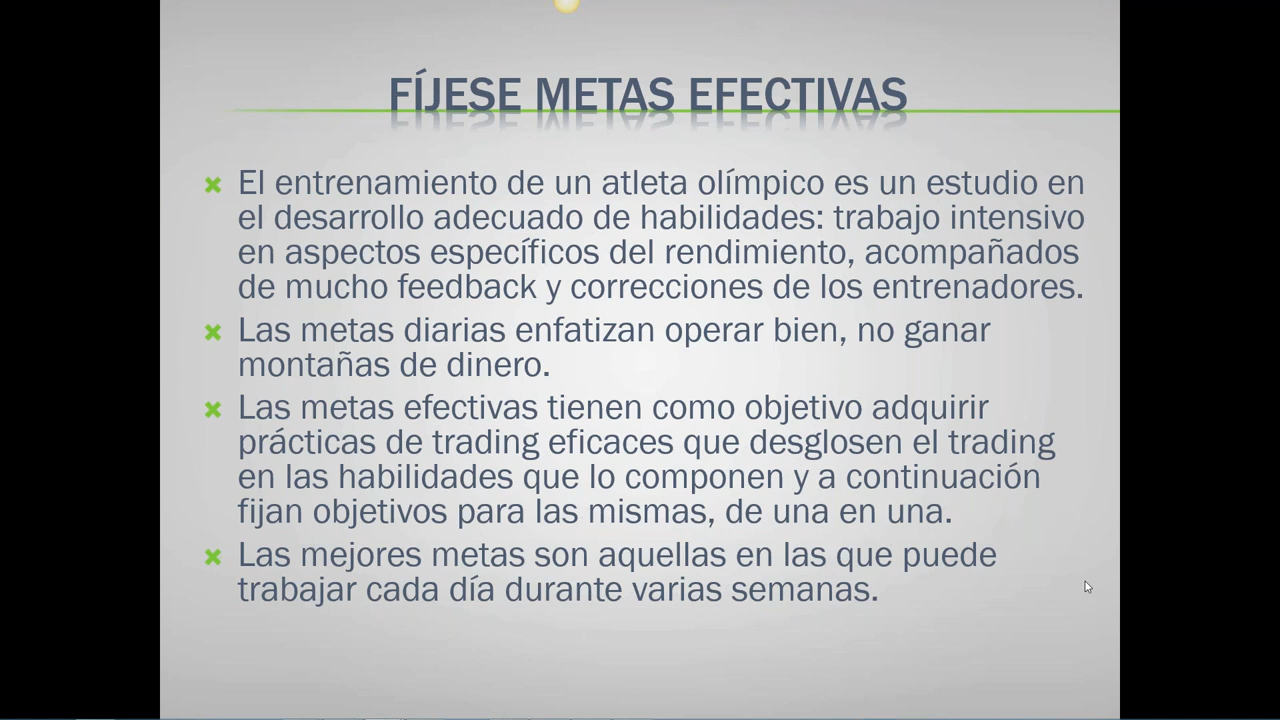 FÍJESE METAS EFECTIVAS
El entrenamiento de un atleta olímpico es un estudio en
el desarrollo adecuado de habilidades: trabajo intensivo
en aspectos específicos del rendimiento, acompañados
de mucho feedback y correcciones de los entrenadores.
Las metas diarias enfatizan operar bien, no ganar
montañas de dinero.
Las metas efectivas tienen como objetivo adquirir
prácticas de trading eficaces que desglosen el trading
en las habilidades que lo componen y a continuación
fijan objetivos para las mismas, de una en una.
Las mejores metas son aquellas en las que puede
trabajar cada día durante varias semanas.